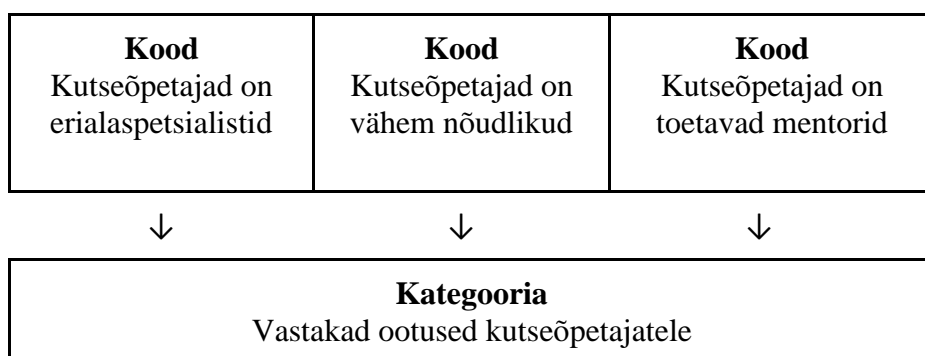 Kood Kood Kood
Kutseõpetajad on Kutseõpetajad on Kutseõpetajad on
erialaspetsialistid vähem nõudlikud toetavad mentorid
↓ ↓ ↓
Kategooria
Vastakad ootused kutseõpetajatele